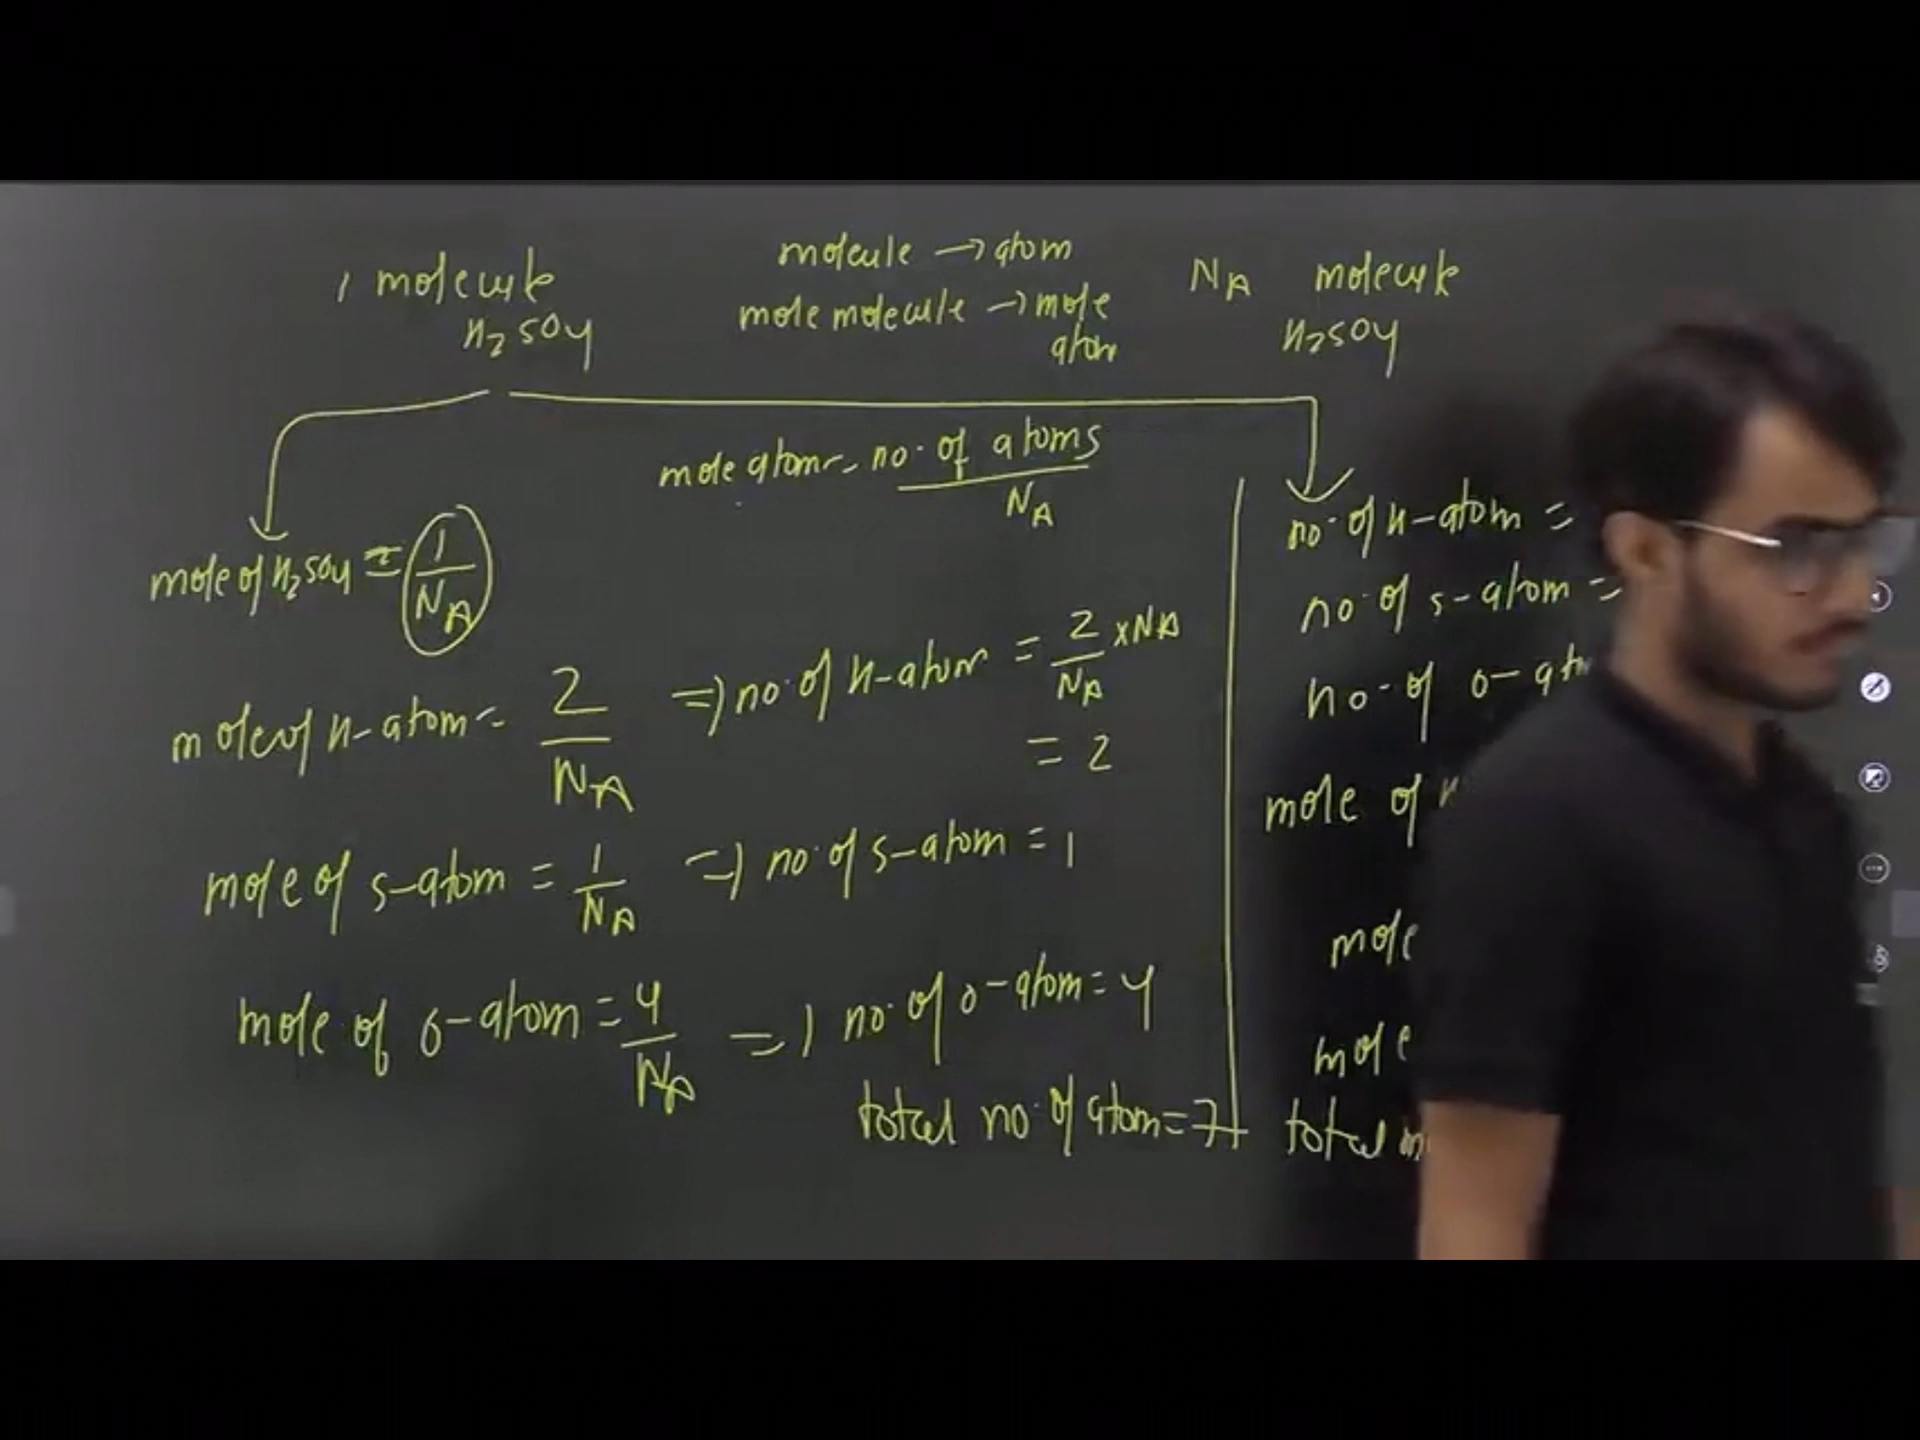 1 molecule
H2SO4
molecule → atom
mole molecule → mole
atom
NA molecule
H2SO4
mole atom = no. of atoms / NA
mole of H2SO4 = 1/NA
mole of H-atom = 2/NA ⇒ no. of H-atom = 2/NA × NA
= 2
mole of S-atom = 1/NA ⇒ no. of S-atom = 1
mole of O-atom = 4/NA ⇒ no. of O-atom = 4
total no. of atom = 7
no. of H-atom =
no. of S-atom =
no. of O-
mole of
mole
mole
total